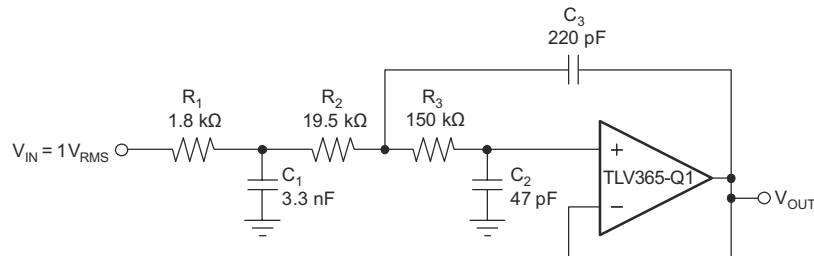 C3
220 pF
R1
1.8 kΩ
R2
19.5 kΩ
R3
150 kΩ
VIN = 1VRMS
C1
3.3 nF
C2
47 pF
+
TLV365-Q1
−
VOUT